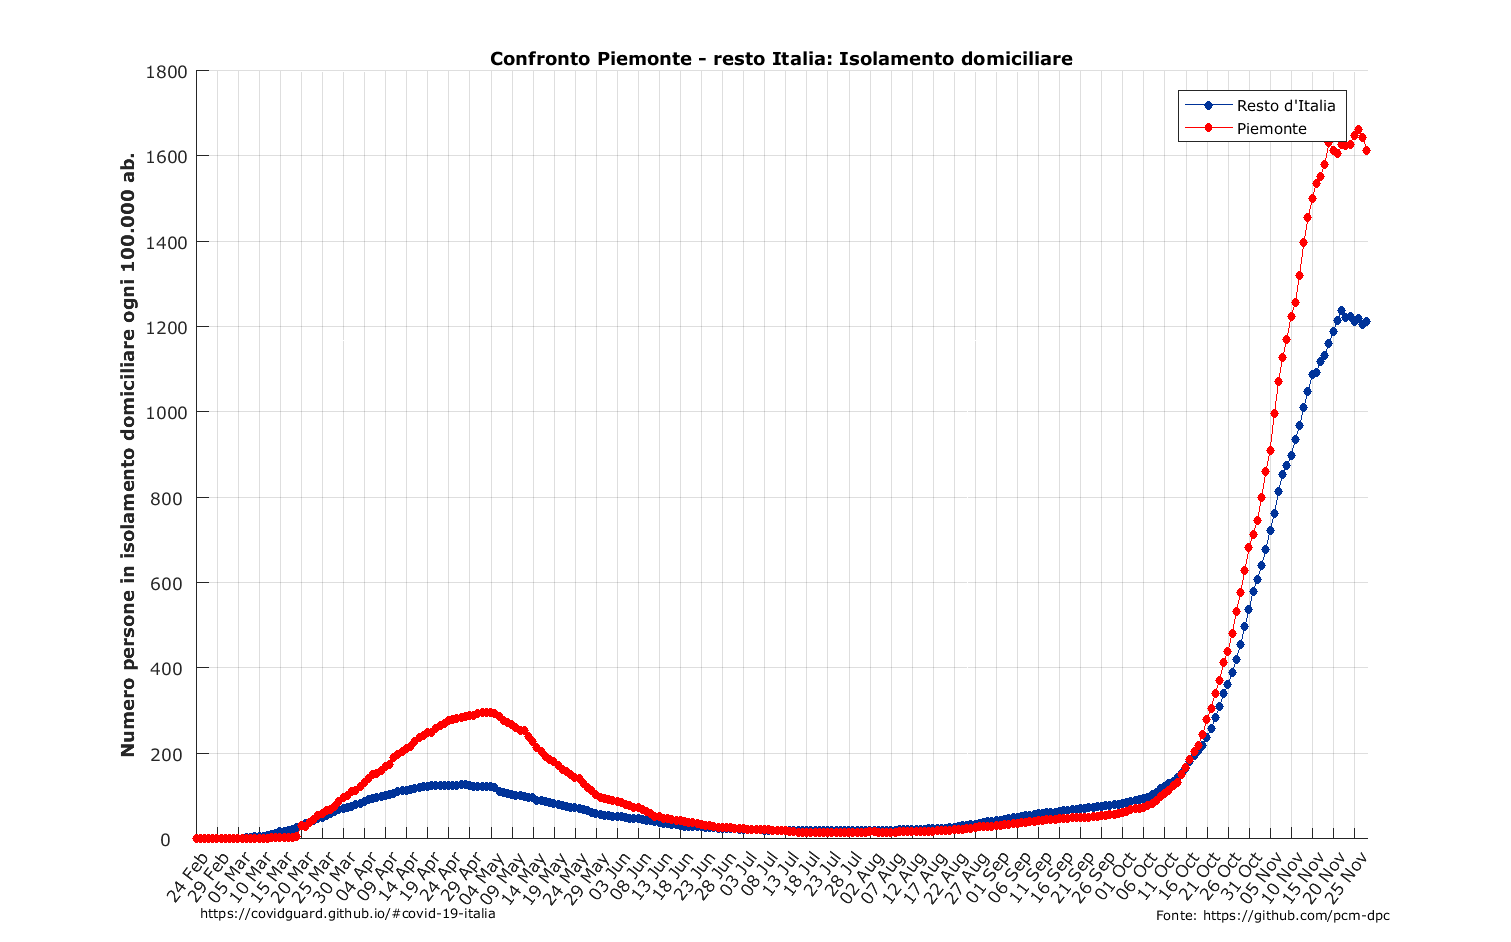 Confronto Piemonte - resto Italia: Isolamento domiciliare
Numero persone in isolamento domiciliare ogni 100.000 ab.
1800
1600
1400
1200
1000
800
600
400
200
0
Resto d'Italia
Piemonte
24 Feb
29 Feb
05 Mar
10 Mar
15 Mar
20 Mar
25 Mar
30 Mar
04 Apr
09 Apr
14 Apr
19 Apr
24 Apr
29 Apr
04 May
09 May
14 May
19 May
24 May
29 May
03 Jun
08 Jun
13 Jun
18 Jun
23 Jun
28 Jun
03 Jul
08 Jul
13 Jul
18 Jul
23 Jul
28 Jul
02 Aug
07 Aug
12 Aug
17 Aug
22 Aug
27 Aug
01 Sep
06 Sep
11 Sep
16 Sep
21 Sep
26 Sep
01 Oct
06 Oct
11 Oct
16 Oct
21 Oct
26 Oct
31 Oct
05 Nov
10 Nov
15 Nov
20 Nov
25 Nov
https://covidguard.github.io/#covid-19-italia
Fonte: https://github.com/pcm-dpc